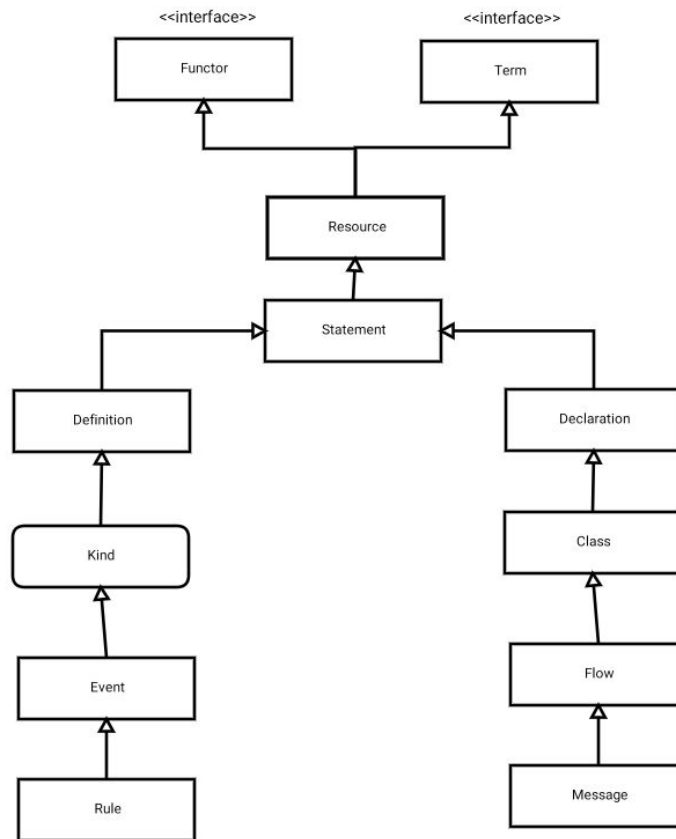 <<interface>>
<<interface>>
Functor
Term
Resource
Statement
Definition
Declaration
Kind
Class
Event
Flow
Rule
Message